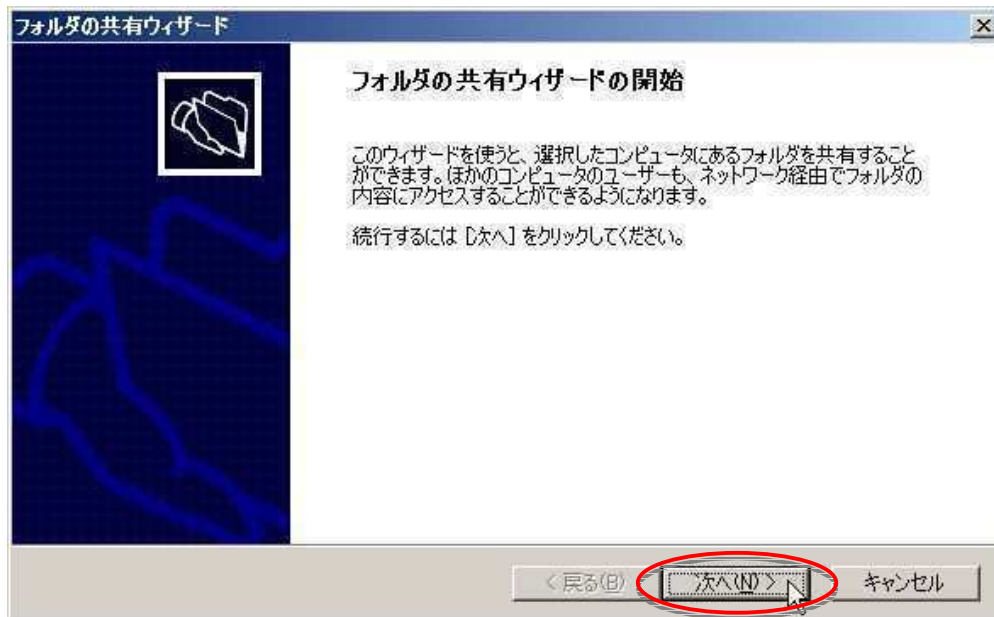 フォルダの共有ウィザード
フォルダの共有ウィザードの開始
このウィザードを使うと、選択したコンピュータにあるフォルダを共有すること
ができます。ほかのコンピュータのユーザーも、ネットワーク経由でフォルダの
内容にアクセスすることができるようになります。
続行するには [次へ] をクリックしてください。
< 戻る(B) 次へ(N) > キャンセル